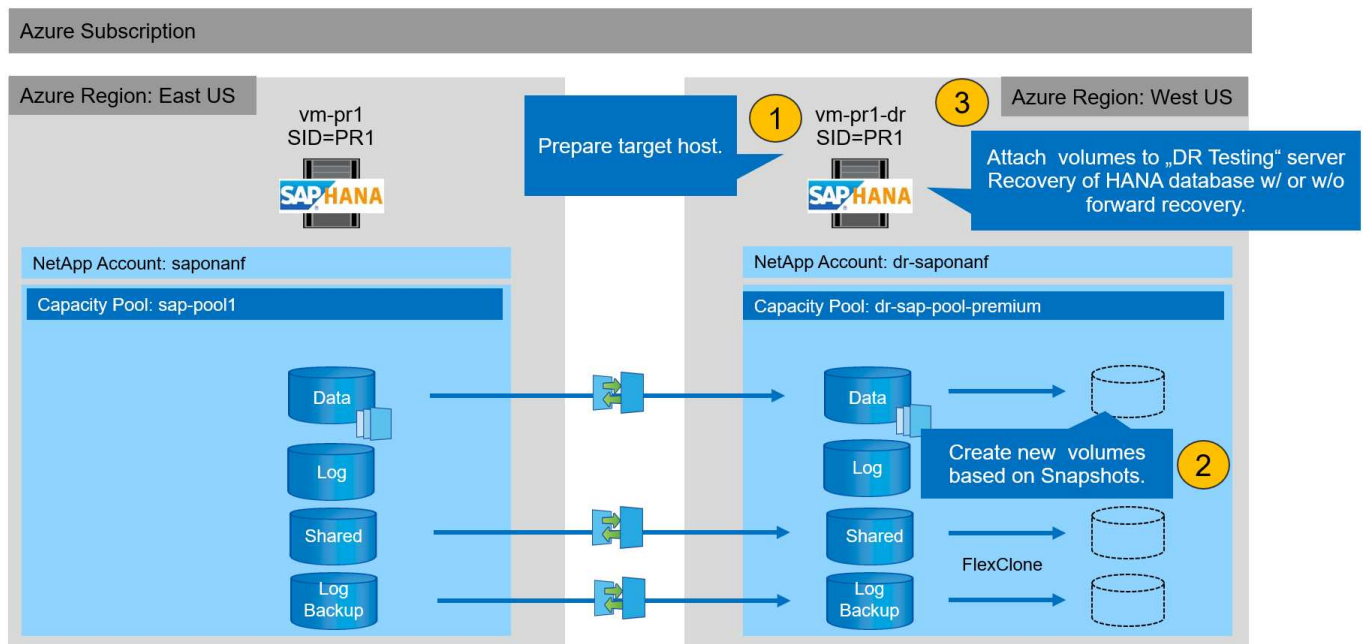 Azure Subscription
Azure Region: East US
vm-pr1
SID=PR1
SAP HANA
Prepare target host.
1
vm-pr1-dr
SID=PR1
SAP HANA
3
Azure Region: West US
Attach volumes to „DR Testing“ server
Recovery of HANA database w/ or w/o
forward recovery.
NetApp Account: saponanf
Capacity Pool: sap-pool1
Data
Log
Shared
Log
Backup
NetApp Account: dr-saponanf
Capacity Pool: dr-sap-pool-premium
Data
Log
Create new volumes
based on Snapshots.
2
Shared
FlexClone
Log
Backup